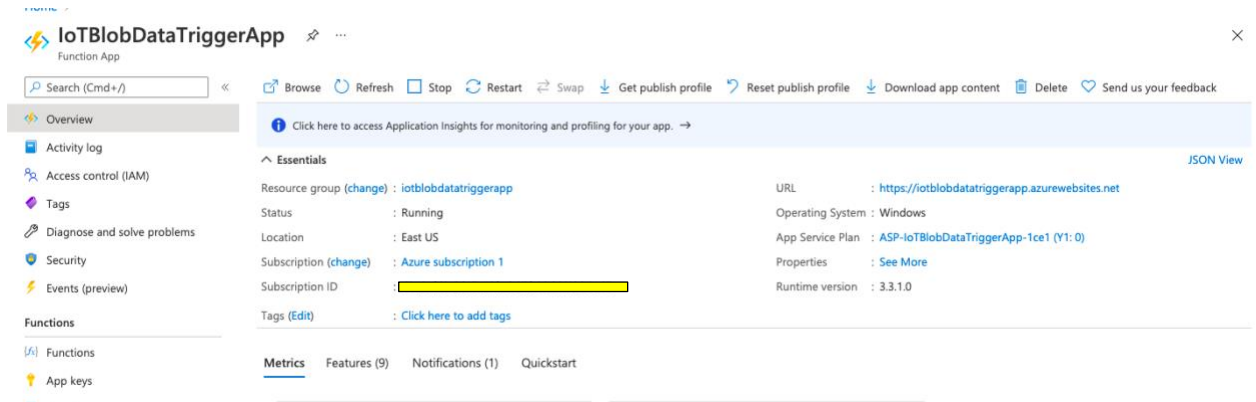 Home >
IoTBlobDataTriggerApp ...
Function App
Search (Cmd+/) «
Browse Refresh Stop Restart Swap Get publish profile Reset publish profile Download app content Delete Send us your feedback
Overview
Activity log
Access control (IAM)
Tags
Diagnose and solve problems
Security
Events (preview)
Functions
Functions
App keys
Click here to access Application Insights for monitoring and profiling for your app. →
Essentials JSON View
Resource group (change) : iotblobdatatriggerapp URL : https://iotblobdatatriggerapp.azurewebsites.net
Status : Running Operating System : Windows
Location : East US App Service Plan : ASP-IoTBlobDataTriggerApp-1ce1 (Y1: 0)
Subscription (change) : Azure subscription 1 Properties : See More
Subscription ID : Runtime version : 3.3.1.0
Tags (Edit) : Click here to add tags
Metrics Features (9) Notifications (1) Quickstart